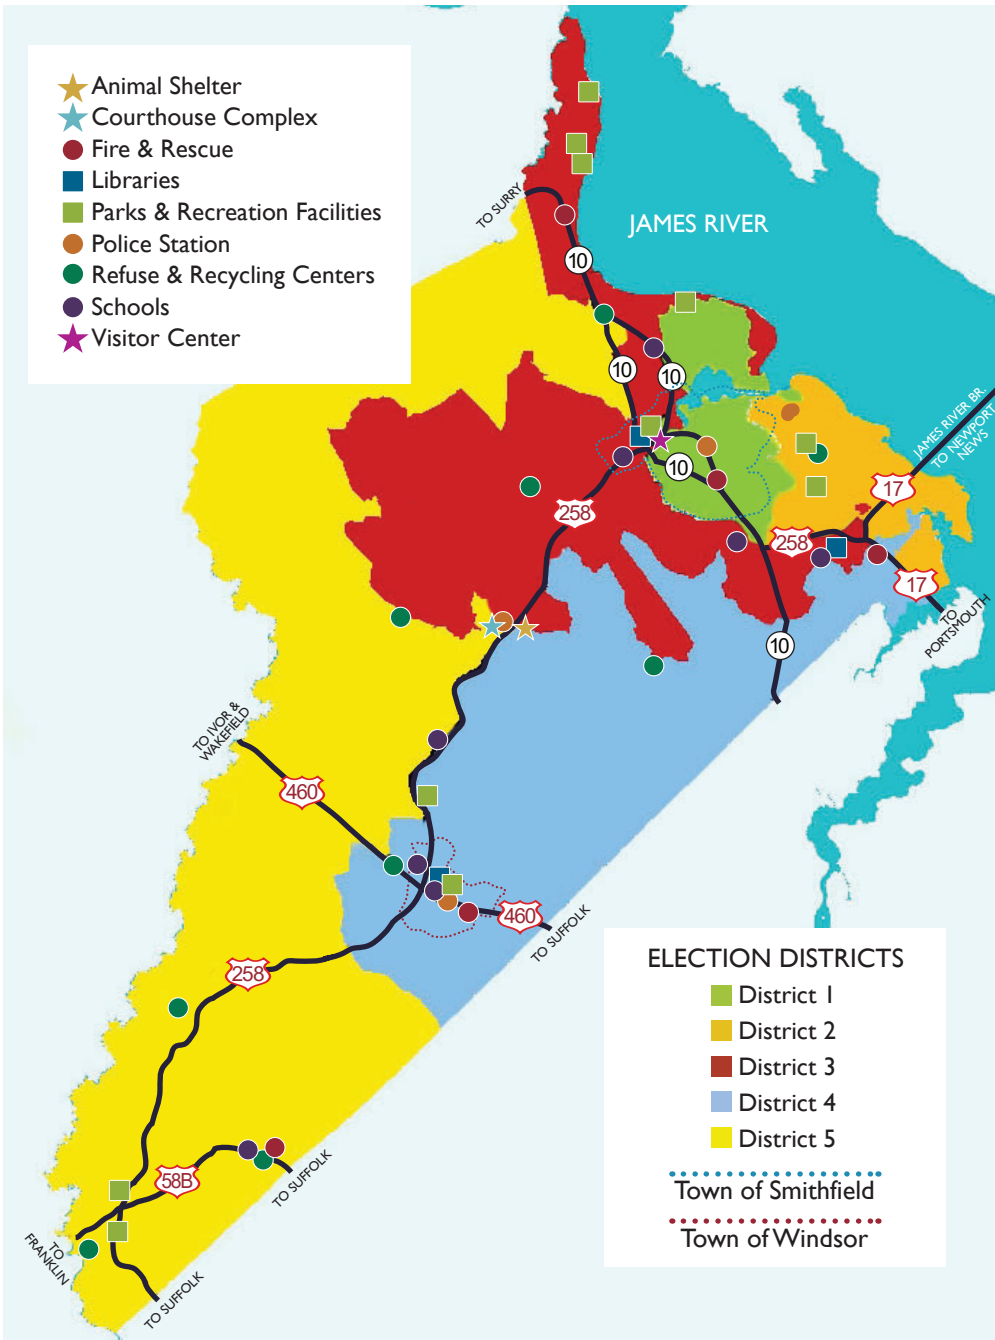 Animal Shelter
Courthouse Complex
Fire & Rescue
Libraries
Parks & Recreation Facilities
Police Station
Refuse & Recycling Centers
Schools
Visitor Center
TO SURRY
JAMES RIVER
10
10
10
JAMES RIVER BR.
TO NEWPORT
NEWS
10
17
258
258
17
TO
PORTSMOUTH
10
TO IVOR &
WAKEFIELD
460
460
TO SUFFOLK
258
58B
TO SUFFOLK
TO
FRANKLIN
TO SUFFOLK
ELECTION DISTRICTS
District 1
District 2
District 3
District 4
District 5
Town of Smithfield
Town of Windsor